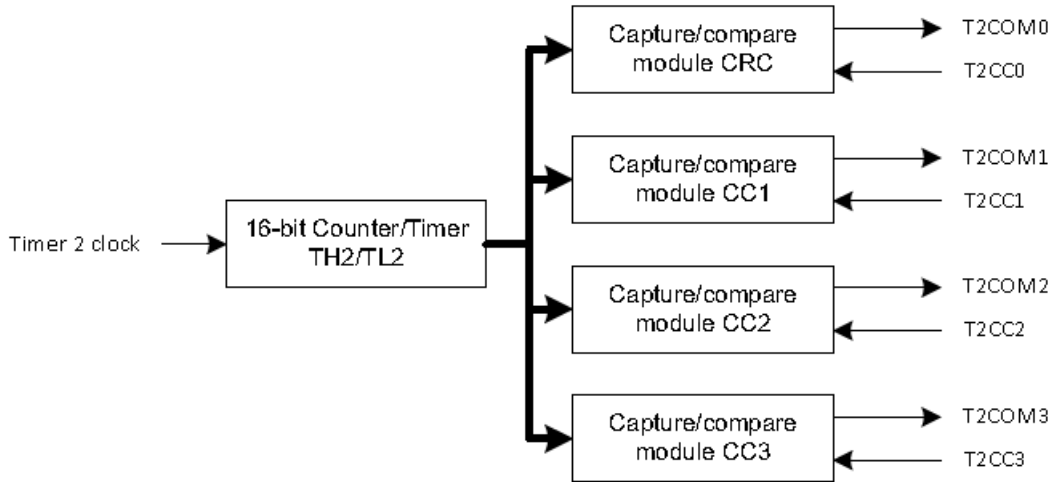 Timer 2 clock
16-bit Counter/Timer
TH2/TL2
Capture/compare
module CRC
T2COM0
T2CC0
Capture/compare
module CC1
T2COM1
T2CC1
Capture/compare
module CC2
T2COM2
T2CC2
Capture/compare
module CC3
T2COM3
T2CC3